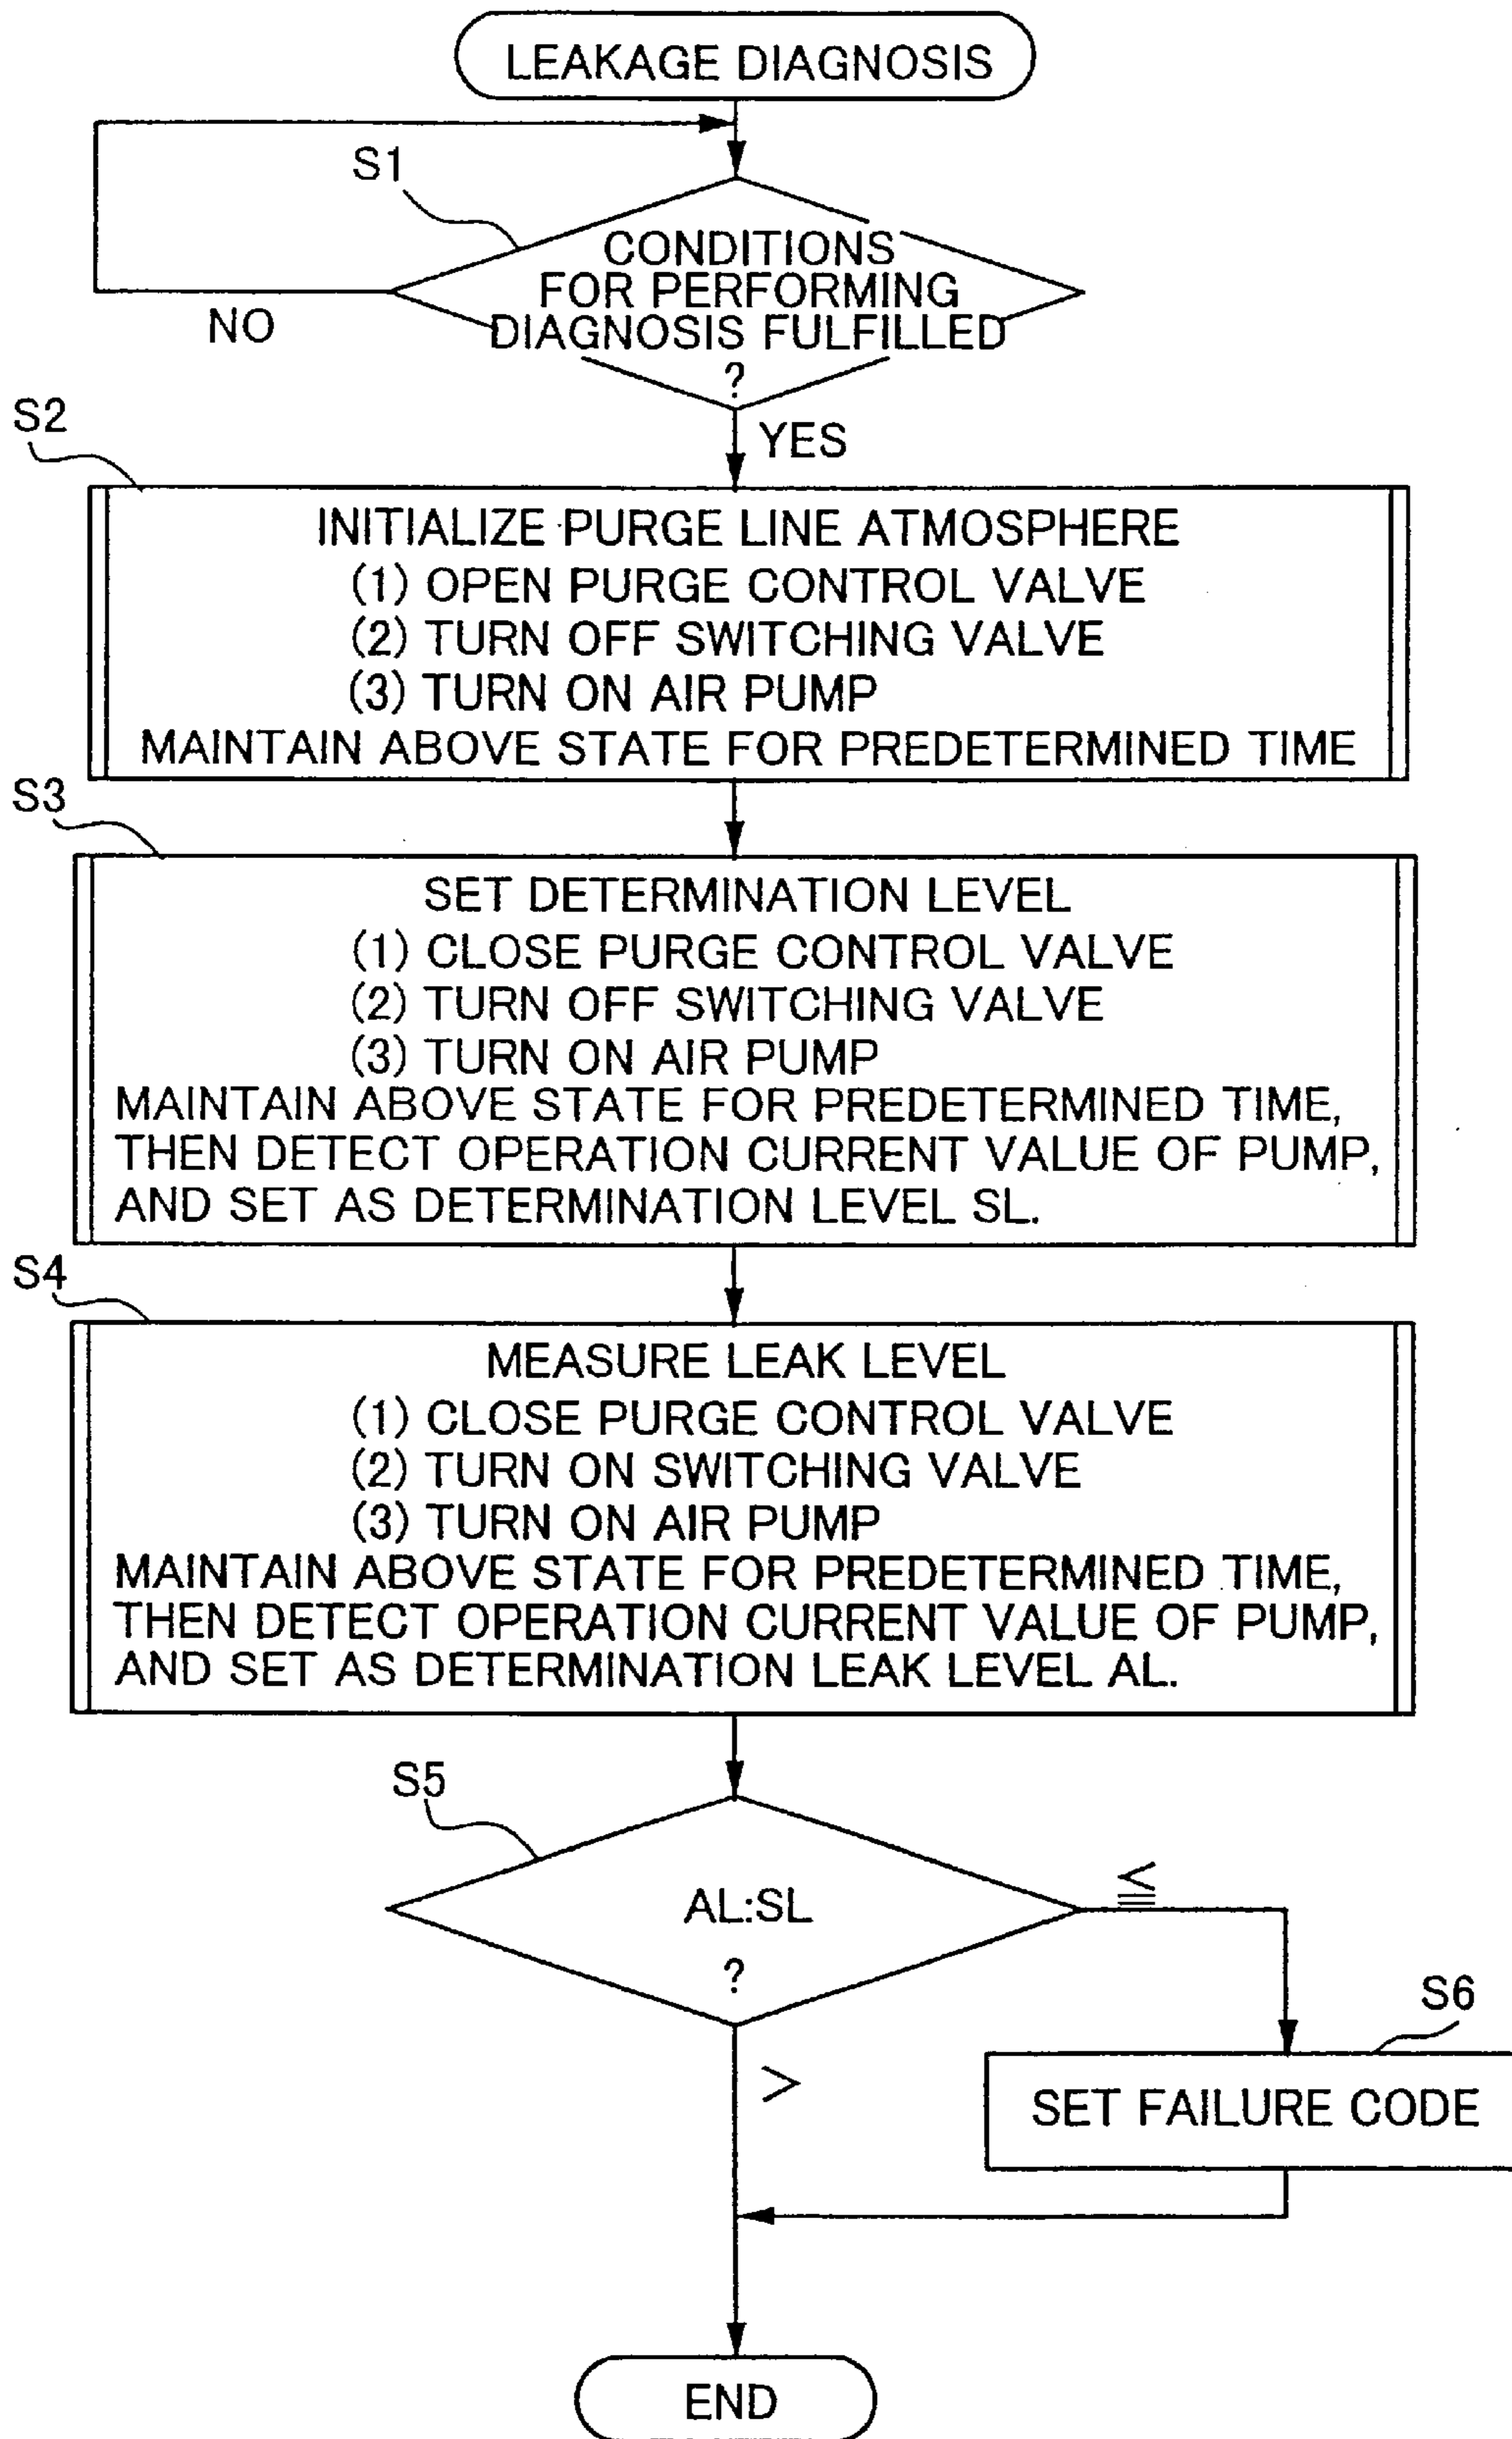 LEAKAGE DIAGNOSIS
S1
CONDITIONS
FOR PERFORMING
DIAGNOSIS FULFILLED
?
NO
YES
S2
INITIALIZE PURGE LINE ATMOSPHERE
(1) OPEN PURGE CONTROL VALVE
(2) TURN OFF SWITCHING VALVE
(3) TURN ON AIR PUMP
MAINTAIN ABOVE STATE FOR PREDETERMINED TIME
S3
SET DETERMINATION LEVEL
(1) CLOSE PURGE CONTROL VALVE
(2) TURN OFF SWITCHING VALVE
(3) TURN ON AIR PUMP
MAINTAIN ABOVE STATE FOR PREDETERMINED TIME,
THEN DETECT OPERATION CURRENT VALUE OF PUMP,
AND SET AS DETERMINATION LEVEL SL.
S4
MEASURE LEAK LEVEL
(1) CLOSE PURGE CONTROL VALVE
(2) TURN ON SWITCHING VALVE
(3) TURN ON AIR PUMP
MAINTAIN ABOVE STATE FOR PREDETERMINED TIME,
THEN DETECT OPERATION CURRENT VALUE OF PUMP,
AND SET AS DETERMINATION LEAK LEVEL AL.
S5
AL:SL
?
≦
>
S6
SET FAILURE CODE
END